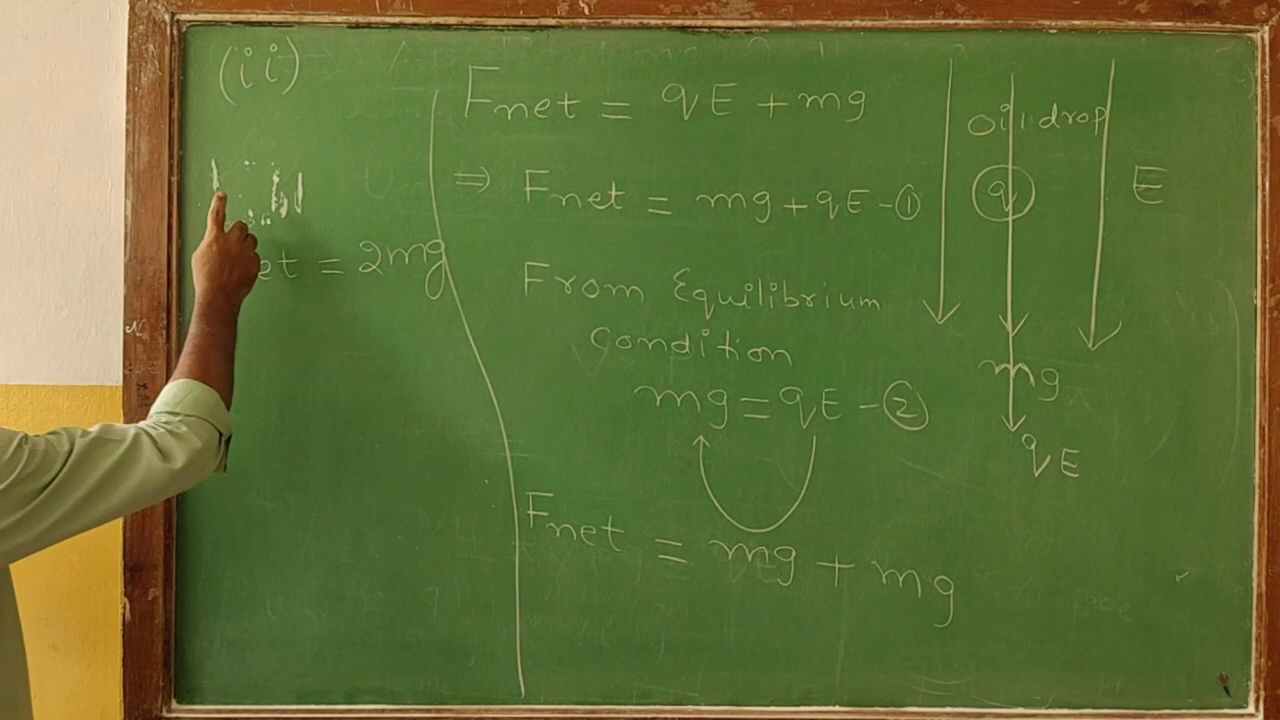 (ii)
et = 2mg
Fnet = qE + mg
⇒ Fnet = mg + qE - ①
From Equilibrium
Condition
mg = qE - ②
Fnet = mg + mg
oil drop
q
E
mg
qE